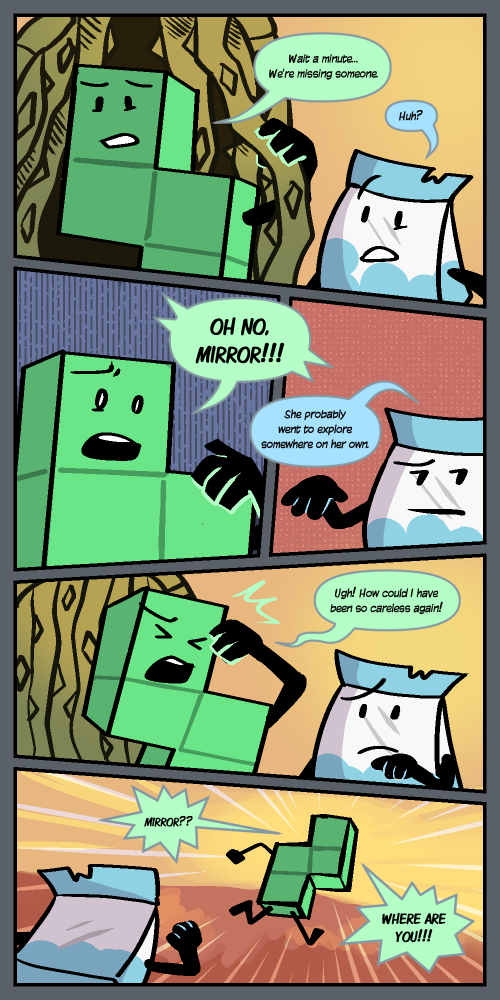 Wait a minute...
We're missing someone.
Huh?
OH NO,
MIRROR!!!
She probably
went to explore
somewhere on her own.
Ugh! How could I have
been so careless again!
MIRROR??
WHERE ARE
YOU!!!